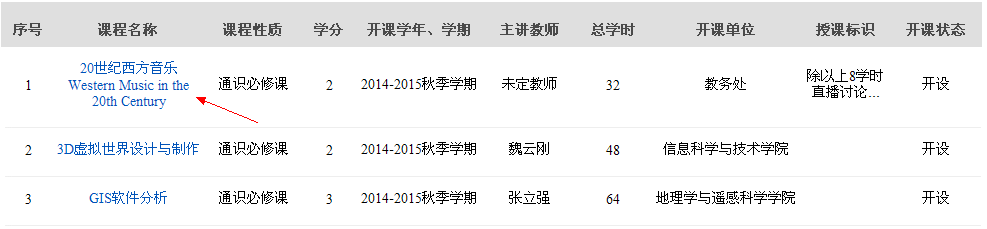 序号 课程名称 课程性质 学分 开课学年、学期 主讲教师 总学时 开课单位 授课标识 开课状态
20世纪西方音乐
Western Music in the
20th Century
1 通识必修课 2 2014-2015秋季学期 未定教师 32 教务处
除以上8学时
直播讨论...
开设
2 3D虚拟世界设计与制作 通识必修课 2 2014-2015秋季学期 魏云刚 48 信息科学与技术学院 开设
3 GIS软件分析 通识必修课 3 2014-2015秋季学期 张立强 64 地理学与遥感科学学院 开设